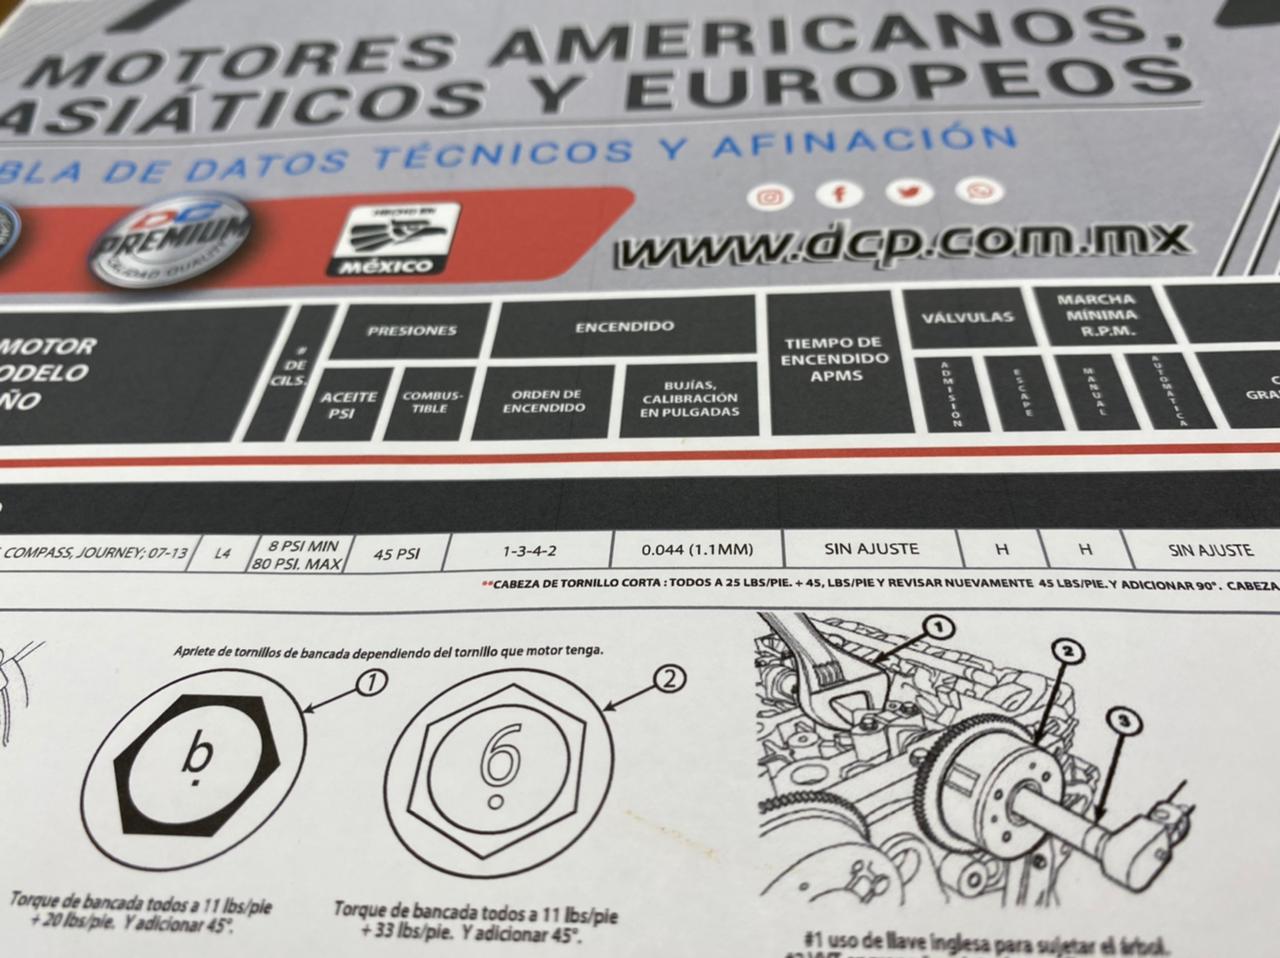 MOTORES AMERICANOS,
ASIÁTICOS Y EUROPEOS
BLA DE DATOS TÉCNICOS Y AFINACIÓN
DC
PREMIUM
HECHO EN
MÉXICO
www.dcp.com.mx
MOTOR
ODELO
ÑO
#
DE
CILS.
PRESIONES
ACEITE
PSI
COMBUS-
TIBLE
ENCENDIDO
ORDEN DE
ENCENDIDO
BUJÍAS,
CALIBRACIÓN
EN PULGADAS
TIEMPO DE
ENCENDIDO
APMS
VÁLVULAS
ADMISIÓN
ESCAPE
MARCHA
MÍNIMA
R.P.M.
MANUAL
AUTOMÁTICA
C
GRA
COMPASS, JOURNEY; 07-13
L4
8 PSI MIN
80 PSI. MAX
45 PSI
1-3-4-2
0.044 (1.1MM)
SIN AJUSTE
H
H
SIN AJUSTE
**CABEZA DE TORNILLO CORTA : TODOS A 25 LBS/PIE. + 45, LBS/PIE Y REVISAR NUEVAMENTE 45 LBS/PIE. Y ADICIONAR 90°. CABEZA
Apriete de tornillos de bancada dependiendo del tornillo que motor tenga.
1
2
b.
6
1
2
3
Torque de bancada todos a 11 lbs/pie
+ 20 lbs/pie. Y adicionar 45°.
Torque de bancada todos a 11 lbs/pie
+ 33 lbs/pie. Y adicionar 45°.
#1 uso de llave inglesa para sujetar el árbol.